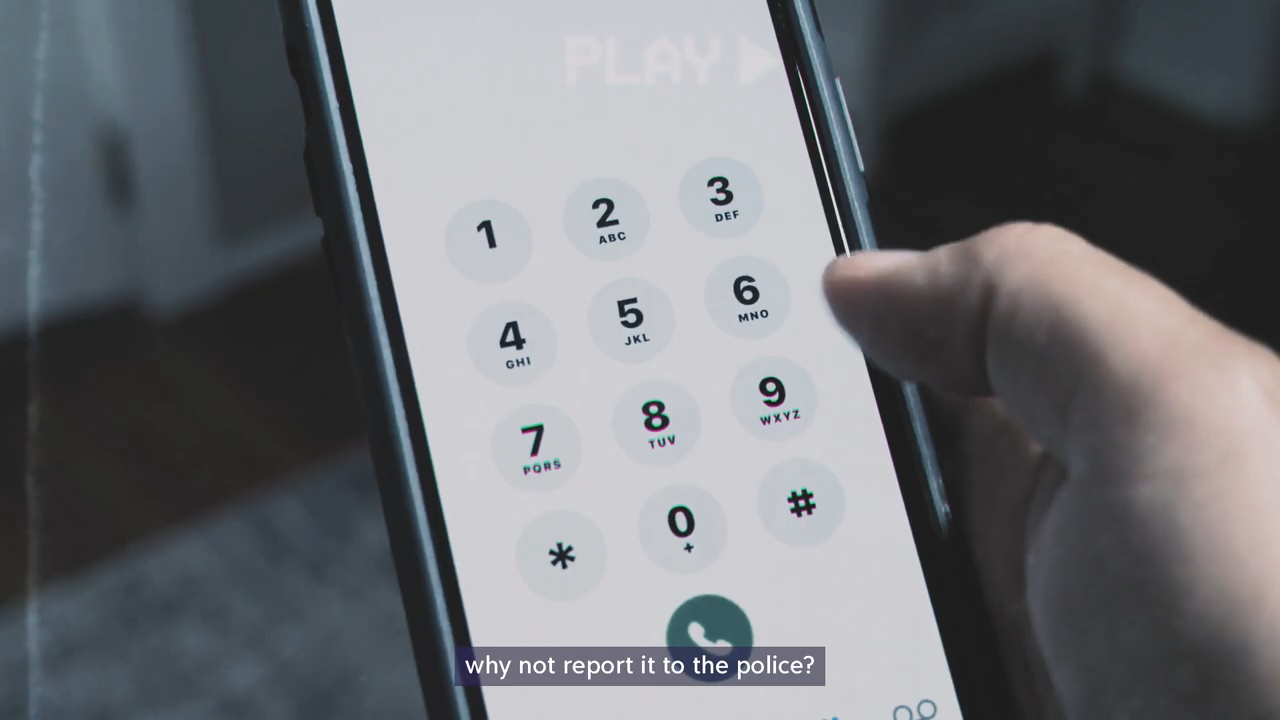 PLAY ▶
1
2
ABC
3
DEF
4
GHI
5
JKL
6
MNO
7
PQRS
8
TUV
9
WXYZ
*
0
+
#
why not report it to the police?